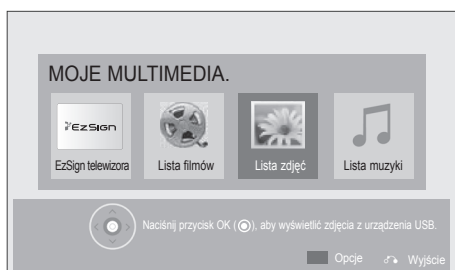 MOJE MULTIMEDIA.
EzSign
EzSign telewizora
Lista filmów
Lista zdjęć
Lista muzyki
Naciśnij przycisk OK (), aby wyświetlić zdjęcia z urządzenia USB.
Opcje
Wyjście